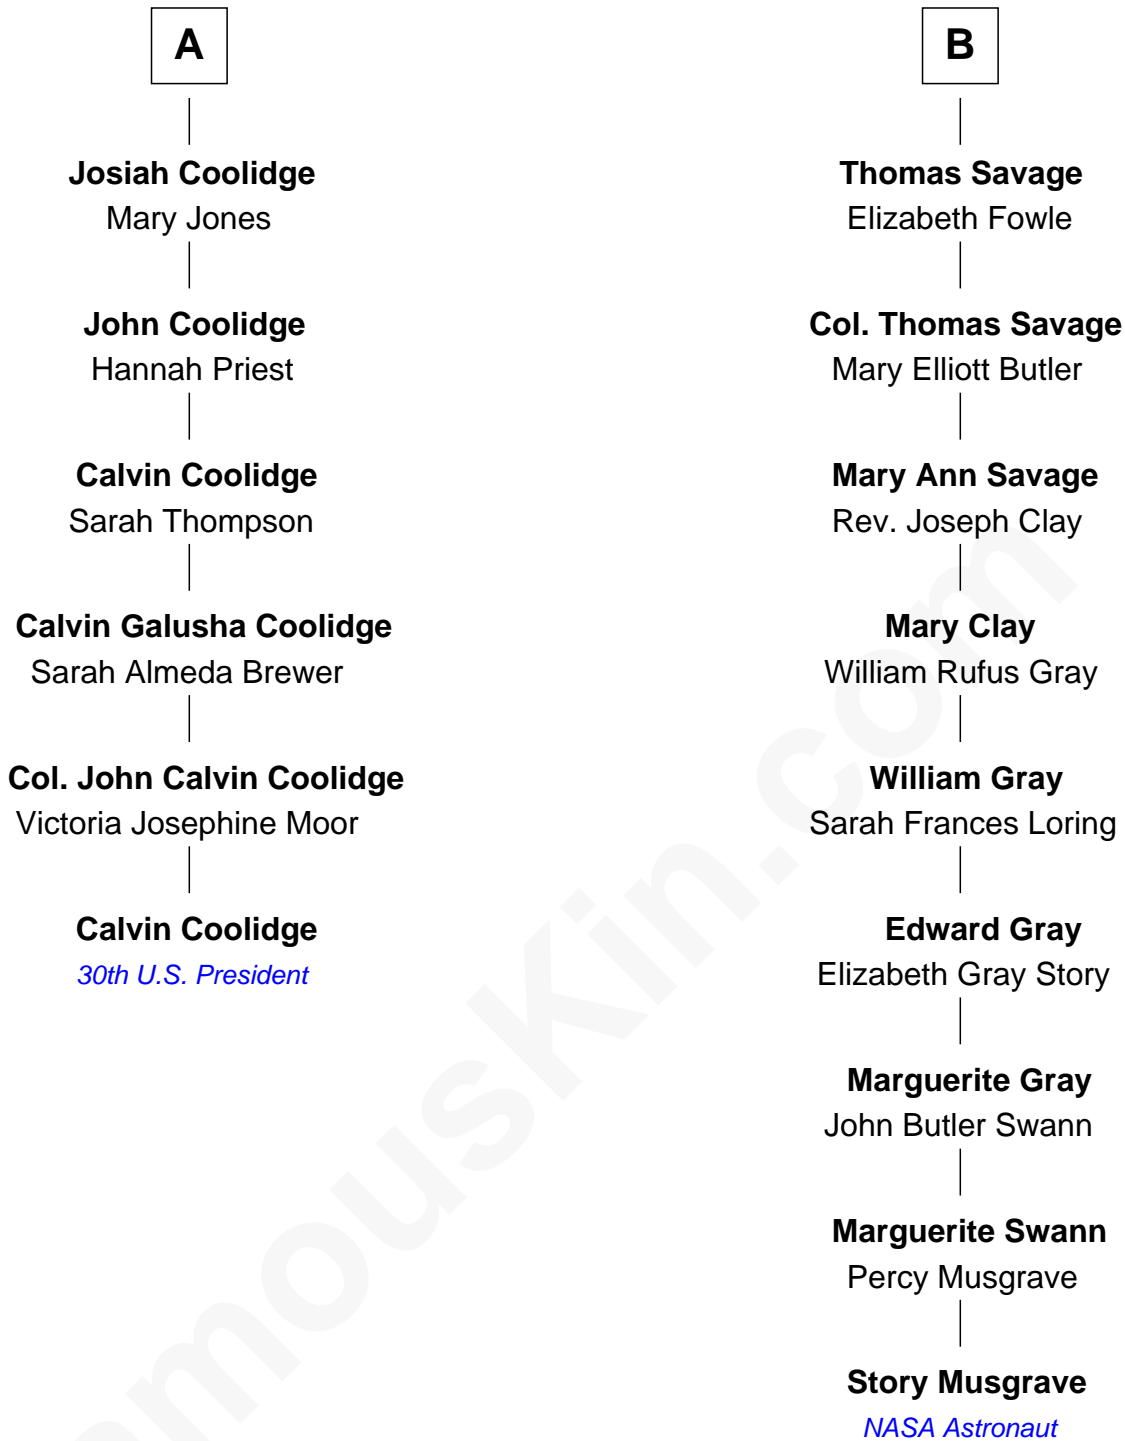 A
Josiah Coolidge
Mary Jones
John Coolidge
Hannah Priest
Calvin Coolidge
Sarah Thompson
Calvin Galusha Coolidge
Sarah Almeda Brewer
Col. John Calvin Coolidge
Victoria Josephine Moor
Calvin Coolidge
30th U.S. President
B
Thomas Savage
Elizabeth Fowle
Col. Thomas Savage
Mary Elliott Butler
Mary Ann Savage
Rev. Joseph Clay
Mary Clay
William Rufus Gray
William Gray
Sarah Frances Loring
Edward Gray
Elizabeth Gray Story
Marguerite Gray
John Butler Swann
Marguerite Swann
Percy Musgrave
Story Musgrave
NASA Astronaut
amousKin.com